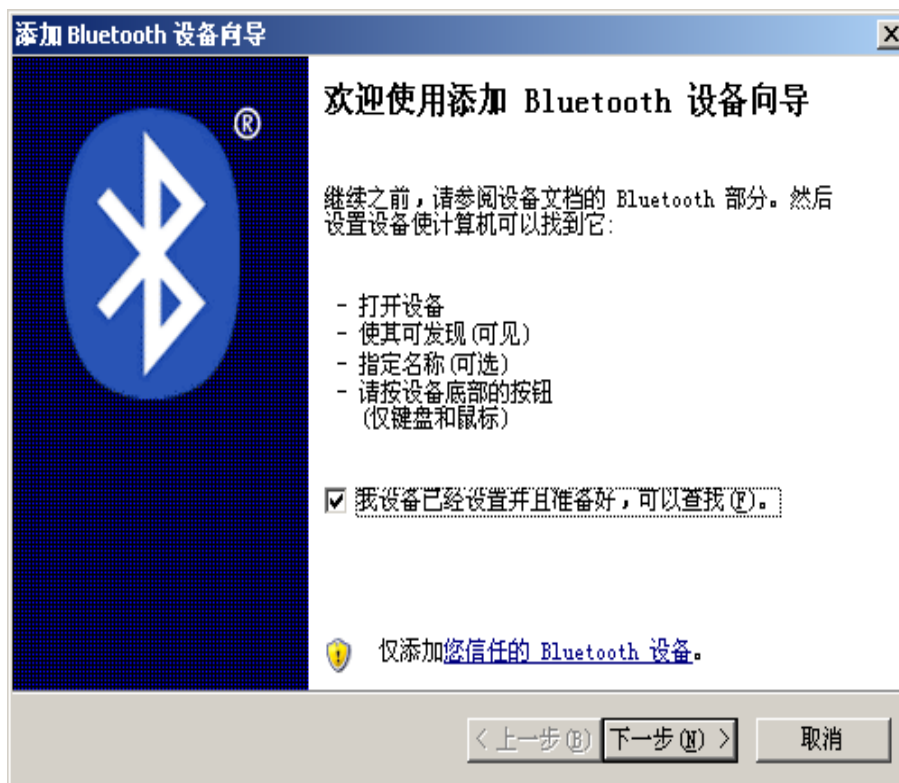 添加 Bluetooth 设备向导
®
欢迎使用添加 Bluetooth 设备向导
继续之前，请参阅设备文档的 Bluetooth 部分。然后
设置设备使计算机可以找到它:
- 打开设备
- 使其可发现(可见)
- 指定名称(可选)
- 请按设备底部的按钮
(仅键盘和鼠标)
我设备已经设置并且准备好，可以查找(F)。
仅添加您信任的 Bluetooth 设备。
< 上一步(B) 下一步(N) > 取消